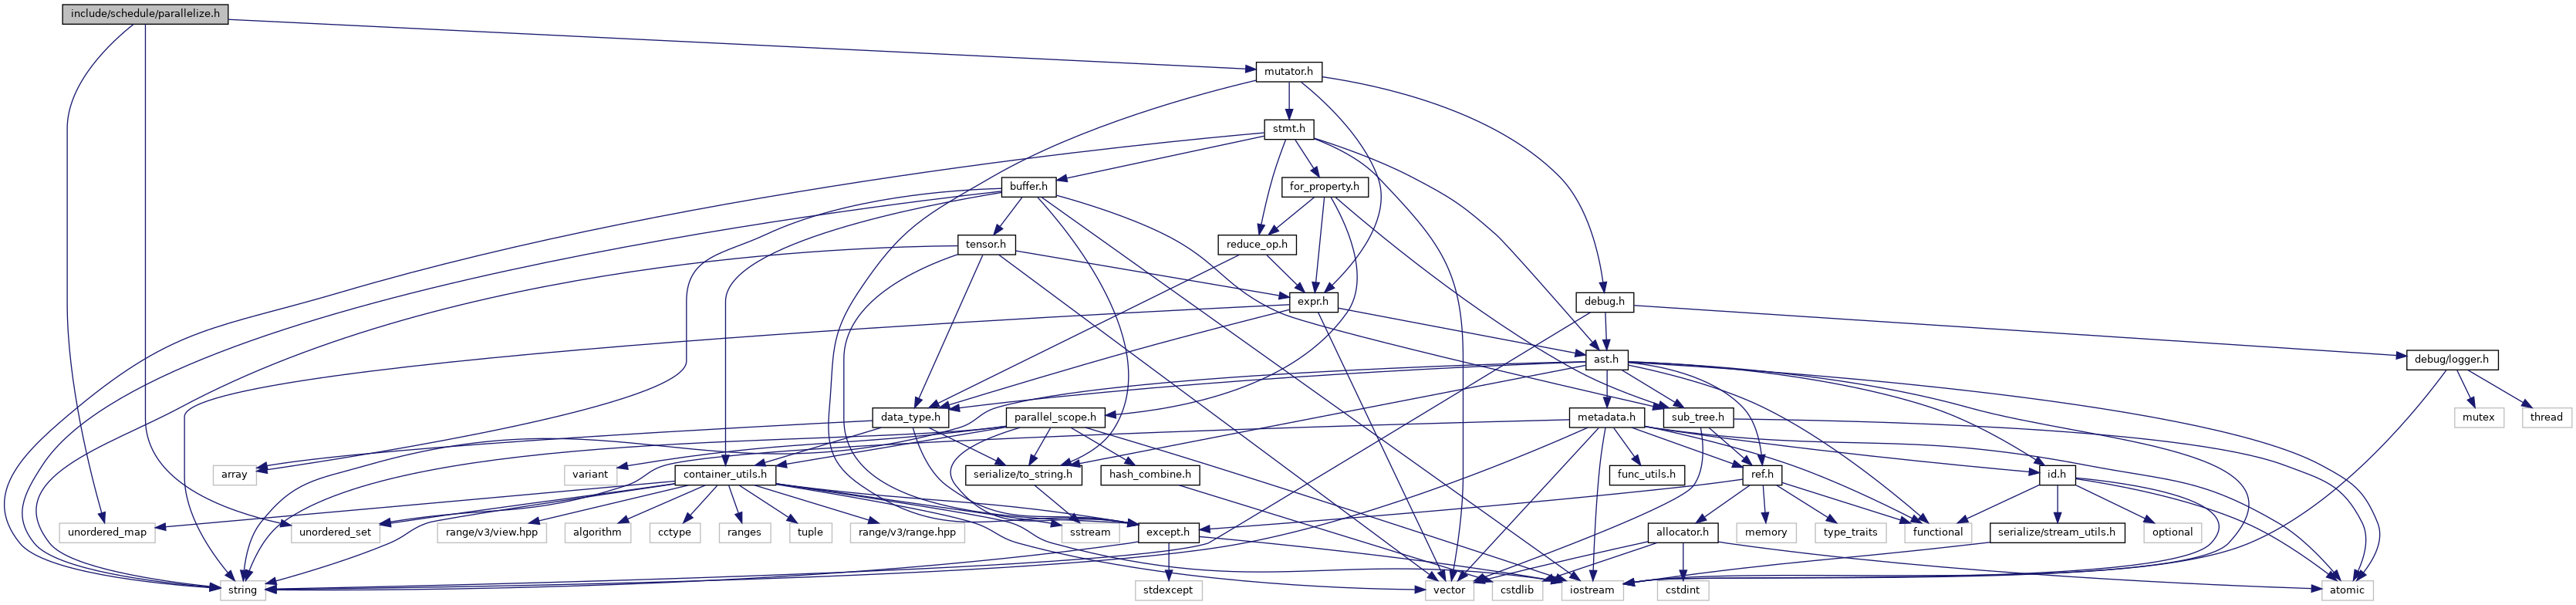 include/schedule/parallelize.h
mutator.h
stmt.h
buffer.h
for_property.h
tensor.h
reduce_op.h
expr.h
debug.h
ast.h
debug/logger.h
data_type.h
parallel_scope.h
metadata.h
sub_tree.h
mutex
thread
array
variant
container_utils.h
serialize/to_string.h
hash_combine.h
func_utils.h
ref.h
id.h
unordered_map
unordered_set
range/v3/view.hpp
algorithm
cctype
ranges
tuple
range/v3/range.hpp
sstream
except.h
allocator.h
memory
type_traits
functional
serialize/stream_utils.h
optional
string
stdexcept
vector
cstdlib
iostream
cstdint
atomic